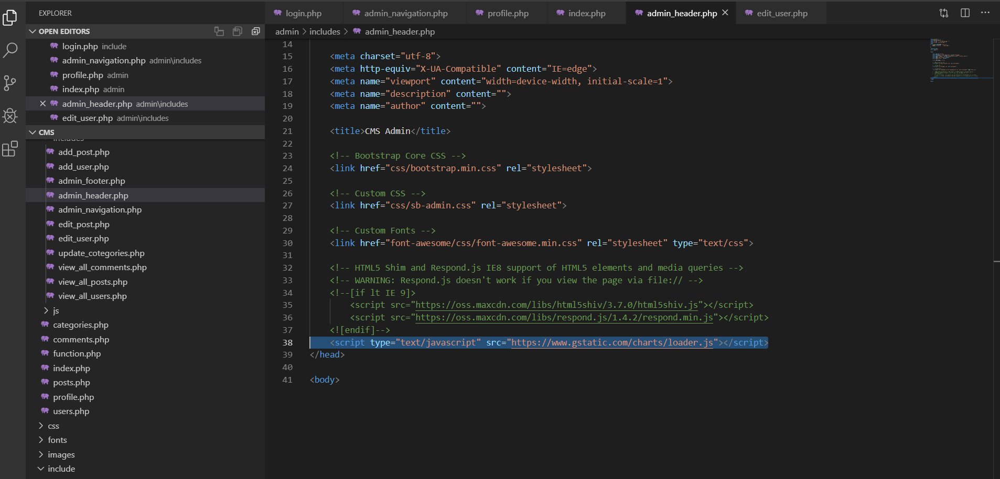 EXPLORER
OPEN EDITORS
login.php include
admin_navigation.php admin\includes
profile.php admin
index.php admin
admin_header.php admin\includes
edit_user.php admin\includes
CMS
includes
add_post.php
add_user.php
admin_footer.php
admin_header.php
admin_navigation.php
edit_post.php
edit_user.php
update_cotegories.php
view_all_comments.php
view_all_posts.php
view_all_users.php
js
categories.php
comments.php
function.php
index.php
posts.php
profile.php
users.php
css
fonts
images
include
login.php admin_navigation.php profile.php index.php admin_header.php edit_user.php
admin > includes > admin_header.php
14
15 <meta charset="utf-8">
16 <meta http-equiv="X-UA-Compatible" content="IE=edge">
17 <meta name="viewport" content="width=device-width, initial-scale=1">
18 <meta name="description" content="">
19 <meta name="author" content="">
20
21 <title>CMS Admin</title>
22
23 <!-- Bootstrap Core CSS -->
24 <link href="css/bootstrap.min.css" rel="stylesheet">
25
26 <!-- Custom CSS -->
27 <link href="css/sb-admin.css" rel="stylesheet">
28
29 <!-- Custom Fonts -->
30 <link href="font-awesome/css/font-awesome.min.css" rel="stylesheet" type="text/css">
31
32 <!-- HTML5 Shim and Respond.js IE8 support of HTML5 elements and media queries -->
33 <!-- WARNING: Respond.js doesn't work if you view the page via file:// -->
34 <!--[if lt IE 9]>
35 <script src="https://oss.maxcdn.com/libs/html5shiv/3.7.0/html5shiv.js"></script>
36 <script src="https://oss.maxcdn.com/libs/respond.js/1.4.2/respond.min.js"></script>
37 <![endif]-->
38 <script type="text/javascript" src="https://www.gstatic.com/charts/loader.js"></script>
39 </head>
40
41 <body>